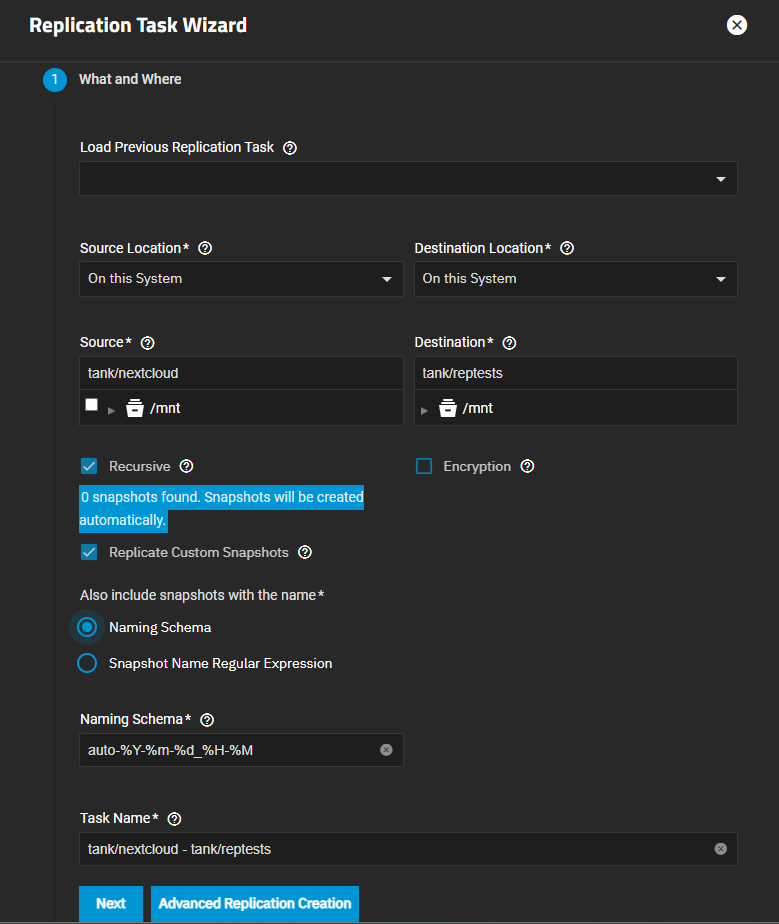 Replication Task Wizard
1 What and Where
Load Previous Replication Task
Source Location* Destination Location*
On this System On this System
Source* Destination*
tank/nextcloud tank/reptests
/mnt /mnt
Recursive Encryption
0 snapshots found. Snapshots will be created
automatically.
Replicate Custom Snapshots
Also include snapshots with the name*
Naming Schema
Snapshot Name Regular Expression
Naming Schema*
auto-%Y-%m-%d_%H-%M
Task Name*
tank/nextcloud - tank/reptests
Next Advanced Replication Creation